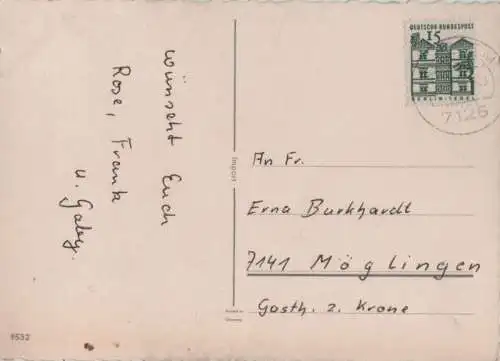 wünscht Euch
Rose, Frank
u. Gaby.
Import
9532
DEUTSCHE BUNDESPOST
15
BERLIN-TEGEL
7126
An Fr.
Erna Burkhardt
7141 Möglingen
Gasth. z. Krone